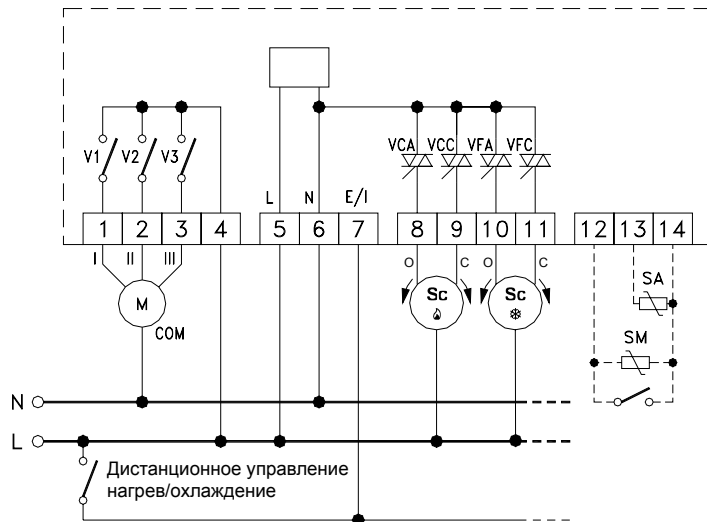 V1 V2 V3
VCA VCC VFA VFC
L N E/I
1 2 3 4 5 6 7 8 9 10 11 12 13 14
I II III
O C O C
M
COM
Sc Sc
SA
SM
N
L
Дистанционное управление
нагрев/охлаждение